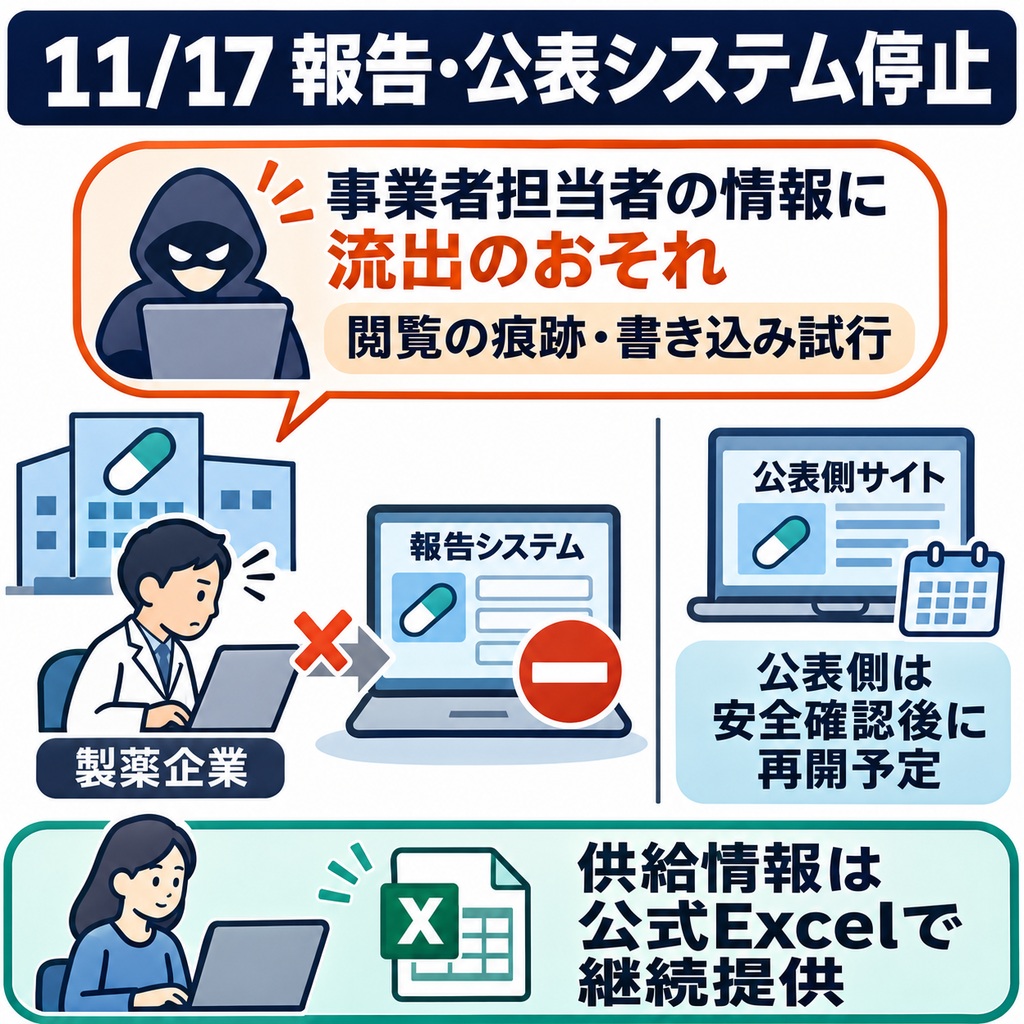 11/17 報告・公表システム停止
事業者担当者の情報に
流出のおそれ
閲覧の痕跡・書き込み試行
報告システム
製薬企業
公表側サイト
公表側は
安全確認後に
再開予定
X
供給情報は
公式Excelで
継続提供